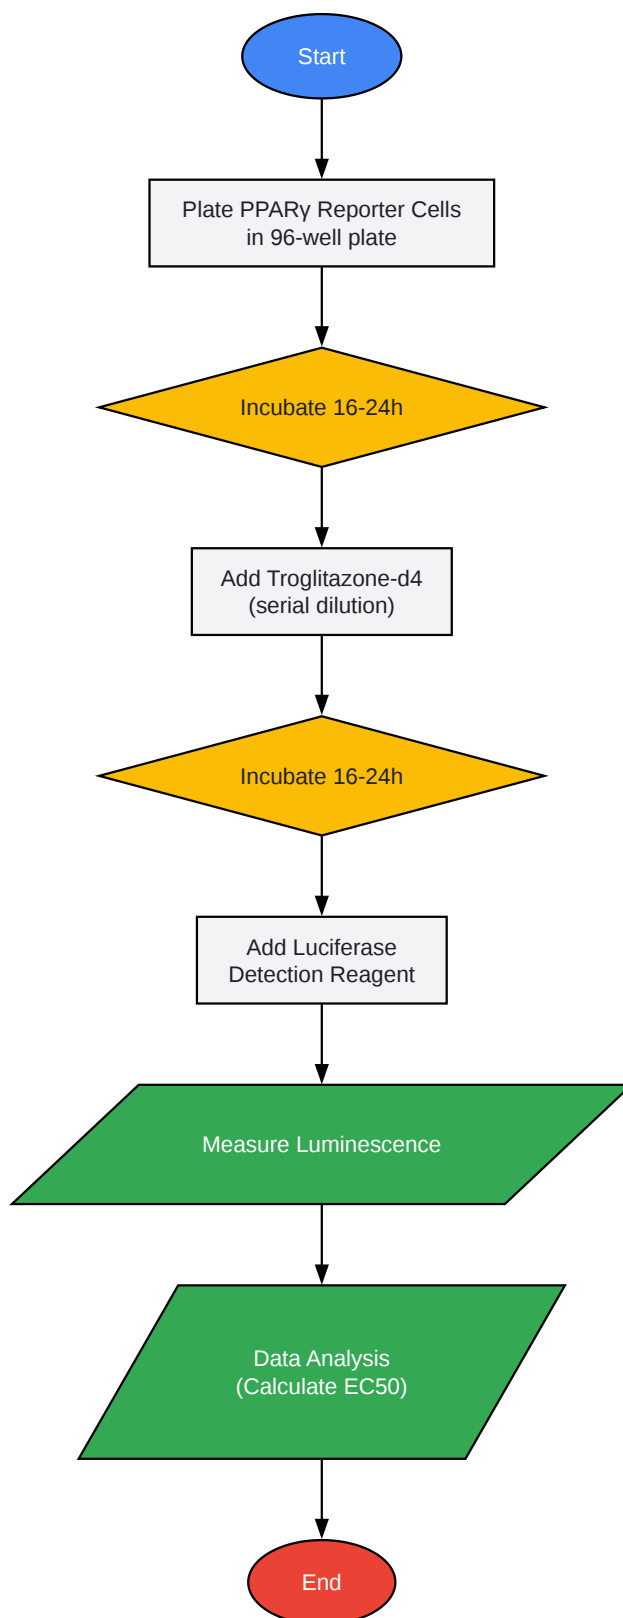 Start
Plate PPARγ Reporter Cells
in 96-well plate
Incubate 16-24h
Add Troglitazone-d4
(serial dilution)
Incubate 16-24h
Add Luciferase
Detection Reagent
Measure Luminescence
Data Analysis
(Calculate EC50)
End